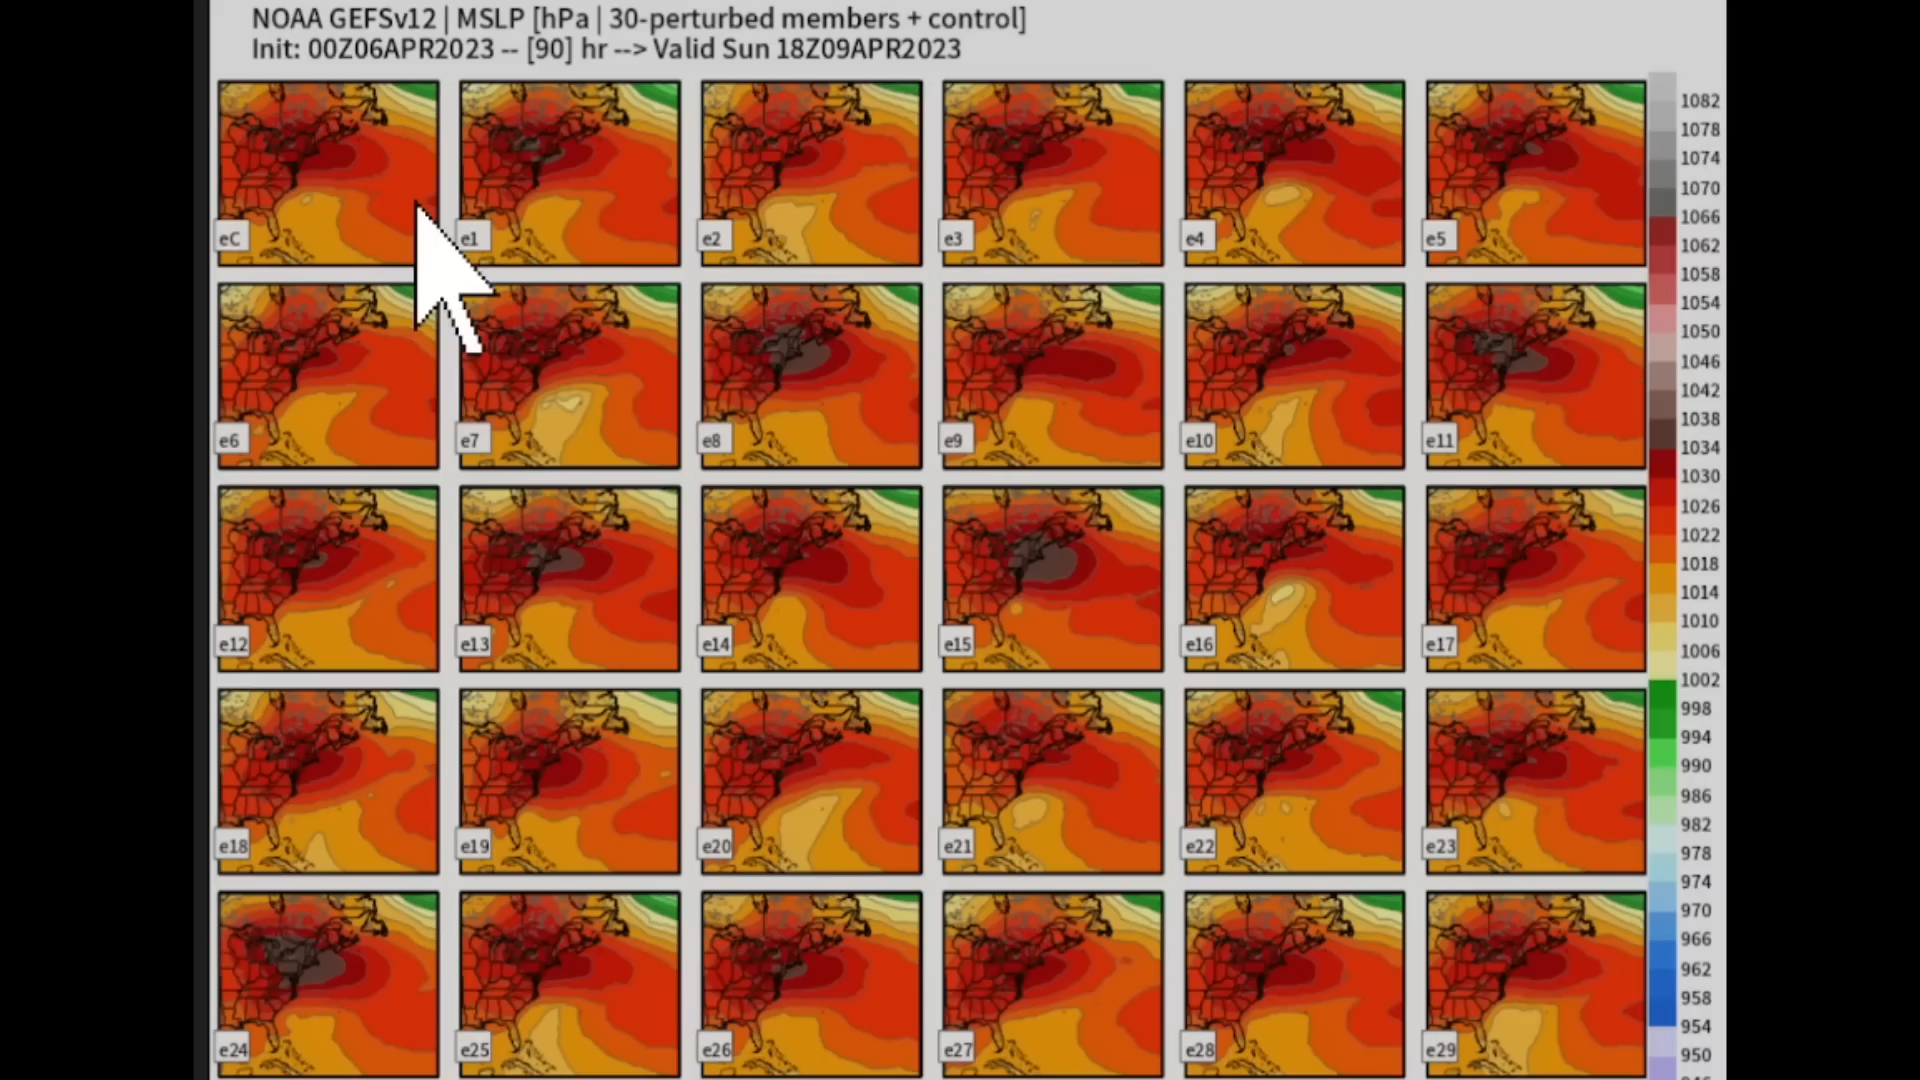 NOAA GEFSv12 | MSLP [hPa | 30-perturbed members + control]
Init: 00Z06APR2023 -- [90] hr --> Valid Sun 18Z09APR2023
eC
e1
e2
e3
e4
e5
e6
e7
e8
e9
e10
e11
e12
e13
e14
e15
e16
e17
e18
e19
e20
e21
e22
e23
e24
e25
e26
e27
e28
e29
1082
1078
1074
1070
1066
1062
1058
1054
1050
1046
1042
1038
1034
1030
1026
1022
1018
1014
1010
1006
1002
998
994
990
986
982
978
974
970
966
962
958
954
950